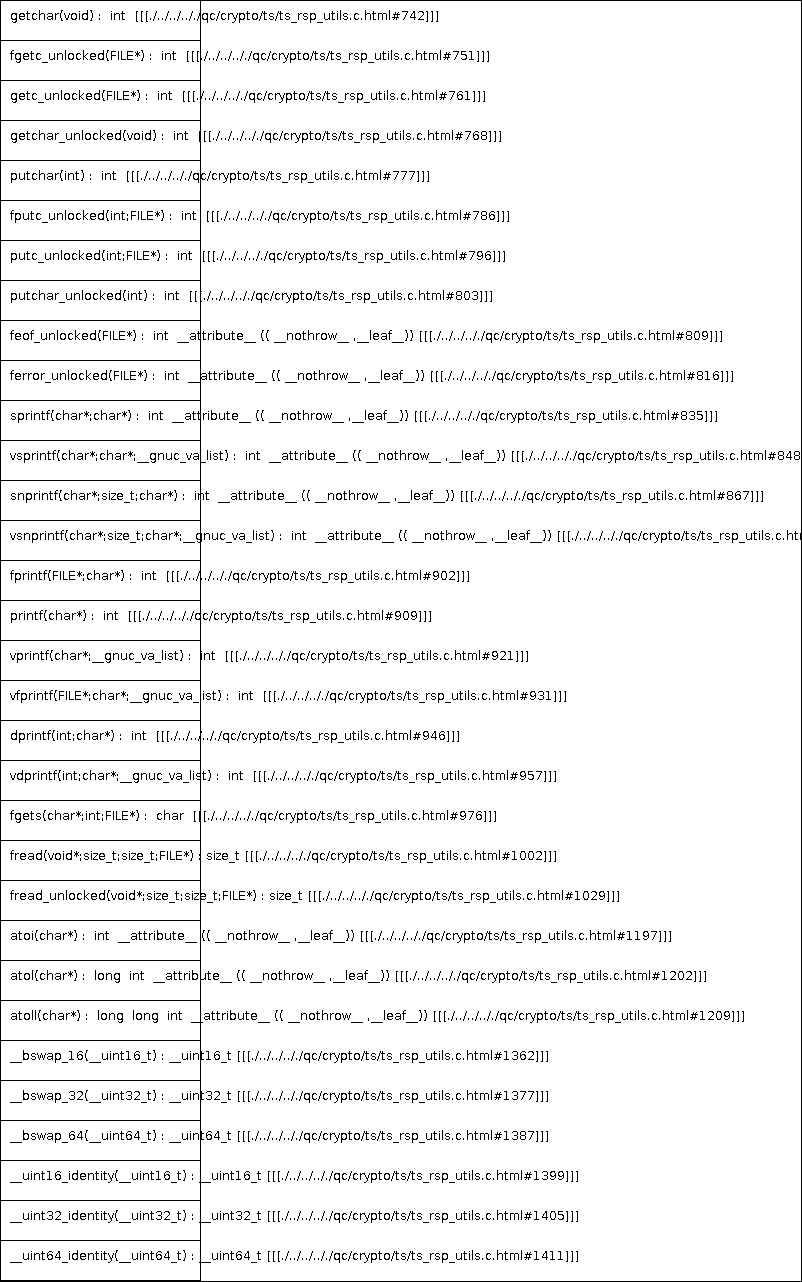 getchar(void) : int [[[./../../../qc/crypto/ts/ts_rsp_utils.c.html#742]]]
fgetc_unlocked(FILE*) : int [[[./../../../qc/crypto/ts/ts_rsp_utils.c.html#751]]]
getc_unlocked(FILE*) : int [[[./../../../qc/crypto/ts/ts_rsp_utils.c.html#761]]]
getchar_unlocked(void) : int [[[./../../../qc/crypto/ts/ts_rsp_utils.c.html#768]]]
putchar(int) : int [[[./../../../qc/crypto/ts/ts_rsp_utils.c.html#777]]]
fputc_unlocked(int;FILE*) : int [[[./../../../qc/crypto/ts/ts_rsp_utils.c.html#786]]]
putc_unlocked(int;FILE*) : int [[[./../../../qc/crypto/ts/ts_rsp_utils.c.html#796]]]
putchar_unlocked(int) : int [[[./../../../qc/crypto/ts/ts_rsp_utils.c.html#803]]]
feof_unlocked(FILE*) : int __attribute__ (( __nothrow__ ,__leaf__)) [[[./../../../qc/crypto/ts/ts_rsp_utils.c.html#809]]]
ferror_unlocked(FILE*) : int __attribute__ (( __nothrow__ ,__leaf__)) [[[./../../../qc/crypto/ts/ts_rsp_utils.c.html#816]]]
sprintf(char*;char*) : int __attribute__ (( __nothrow__ ,__leaf__)) [[[./../../../qc/crypto/ts/ts_rsp_utils.c.html#835]]]
vsprintf(char*;char*;__gnuc_va_list) : int __attribute__ (( __nothrow__ ,__leaf__)) [[[./../../../qc/crypto/ts/ts_rsp_utils.c.html#848
snprintf(char*;size_t;char*) : int __attribute__ (( __nothrow__ ,__leaf__)) [[[./../../../qc/crypto/ts/ts_rsp_utils.c.html#867]]]
vsnprintf(char*;size_t;char*;__gnuc_va_list) : int __attribute__ (( __nothrow__ ,__leaf__)) [[[./../../../qc/crypto/ts/ts_rsp_utils.c.ht
fprintf(FILE*;char*) : int [[[./../../../qc/crypto/ts/ts_rsp_utils.c.html#902]]]
printf(char*) : int [[[./../../../qc/crypto/ts/ts_rsp_utils.c.html#909]]]
vprintf(char*;__gnuc_va_list) : int [[[./../../../qc/crypto/ts/ts_rsp_utils.c.html#921]]]
vfprintf(FILE*;char*;__gnuc_va_list) : int [[[./../../../qc/crypto/ts/ts_rsp_utils.c.html#931]]]
dprintf(int;char*) : int [[[./../../../qc/crypto/ts/ts_rsp_utils.c.html#946]]]
vdprintf(int;char*;__gnuc_va_list) : int [[[./../../../qc/crypto/ts/ts_rsp_utils.c.html#957]]]
fgets(char*;int;FILE*) : char [[[./../../../qc/crypto/ts/ts_rsp_utils.c.html#976]]]
fread(void*;size_t;size_t;FILE*) : size_t [[[./../../../qc/crypto/ts/ts_rsp_utils.c.html#1002]]]
fread_unlocked(void*;size_t;size_t;FILE*) : size_t [[[./../../../qc/crypto/ts/ts_rsp_utils.c.html#1029]]]
atoi(char*) : int __attribute__ (( __nothrow__ ,__leaf__)) [[[./../../../qc/crypto/ts/ts_rsp_utils.c.html#1197]]]
atol(char*) : long int __attribute__ (( __nothrow__ ,__leaf__)) [[[./../../../qc/crypto/ts/ts_rsp_utils.c.html#1202]]]
atoll(char*) : long long int __attribute__ (( __nothrow__ ,__leaf__)) [[[./../../../qc/crypto/ts/ts_rsp_utils.c.html#1209]]]
__bswap_16(__uint16_t) : __uint16_t [[[./../../../qc/crypto/ts/ts_rsp_utils.c.html#1362]]]
__bswap_32(__uint32_t) : __uint32_t [[[./../../../qc/crypto/ts/ts_rsp_utils.c.html#1377]]]
__bswap_64(__uint64_t) : __uint64_t [[[./../../../qc/crypto/ts/ts_rsp_utils.c.html#1387]]]
__uint16_identity(__uint16_t) : __uint16_t [[[./../../../qc/crypto/ts/ts_rsp_utils.c.html#1399]]]
__uint32_identity(__uint32_t) : __uint32_t [[[./../../../qc/crypto/ts/ts_rsp_utils.c.html#1405]]]
__uint64_identity(__uint64_t) : __uint64_t [[[./../../../qc/crypto/ts/ts_rsp_utils.c.html#1411]]]